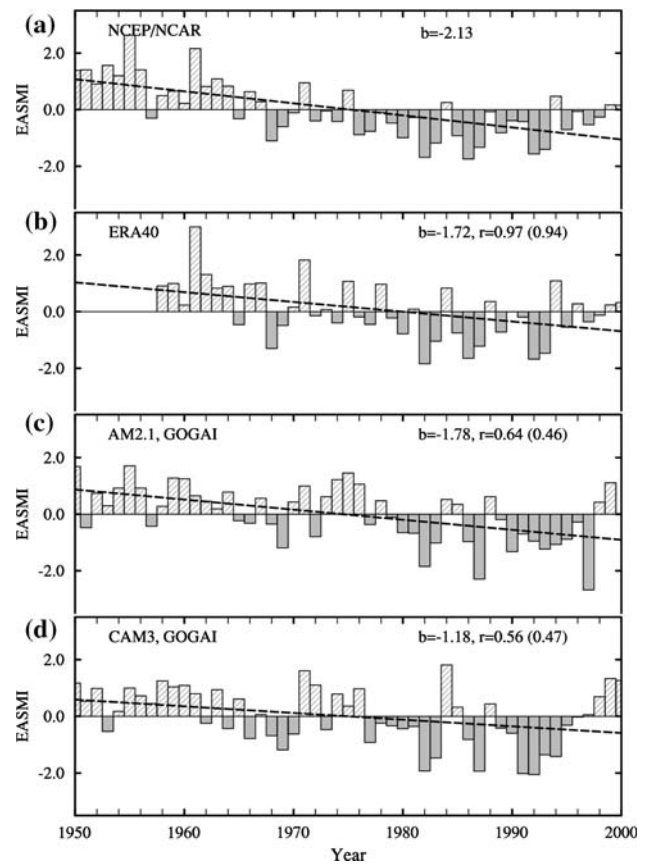 (a)
NCEP/NCAR
b=-2.13
EASMI
2.0
0.0
-2.0
(b)
ERA40
b=-1.72, r=0.97 (0.94)
EASMI
2.0
0.0
-2.0
(c)
AM2.1, GOGAI
b=-1.78, r=0.64 (0.46)
EASMI
2.0
0.0
-2.0
(d)
CAM3, GOGAI
b=-1.18, r=0.56 (0.47)
EASMI
2.0
0.0
-2.0
1950 1960 1970 1980 1990 2000
Year